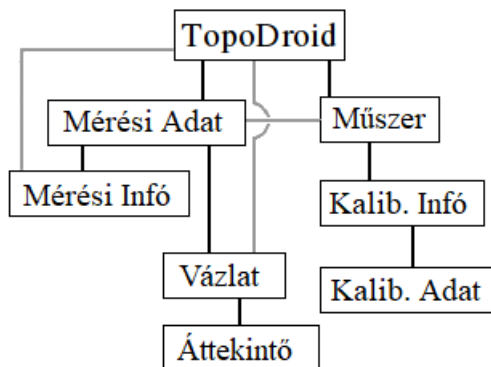 TopoDroid
Mérési Adat
Műszer
Mérési Infó
Kalib. Infó
Vázlat
Kalib. Adat
Áttekintő